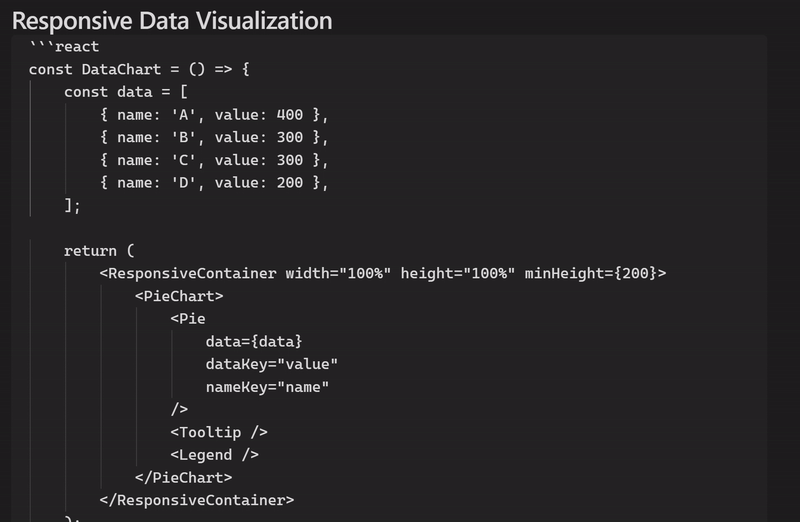 Responsive Data Visualization
```react
const DataChart = () => {
    const data = [
        { name: 'A', value: 400 },
        { name: 'B', value: 300 },
        { name: 'C', value: 300 },
        { name: 'D', value: 200 },
    ];

    return (
        <ResponsiveContainer width="100%" height="100%" minHeight={200}>
            <PieChart>
                <Pie
                    data={data}
                    dataKey="value"
                    nameKey="name"
                />
                <Tooltip />
                <Legend />
            </PieChart>
        </ResponsiveContainer>
    );